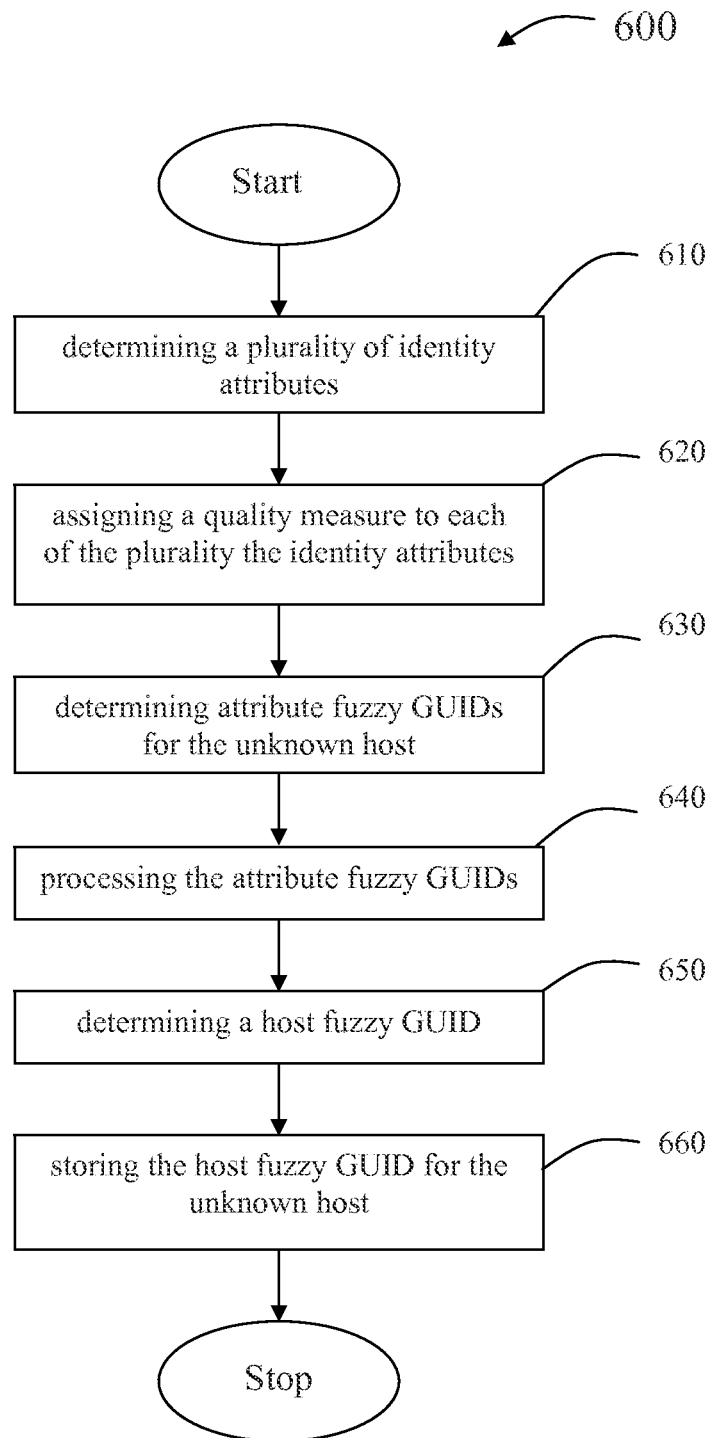 600
Start
610
determining a plurality of identity
attributes
620
assigning a quality measure to each
of the plurality the identity attributes
630
determining attribute fuzzy GUIDs
for the unknown host
640
processing the attribute fuzzy GUIDs
650
determining a host fuzzy GUID
660
storing the host fuzzy GUID for the
unknown host
Stop